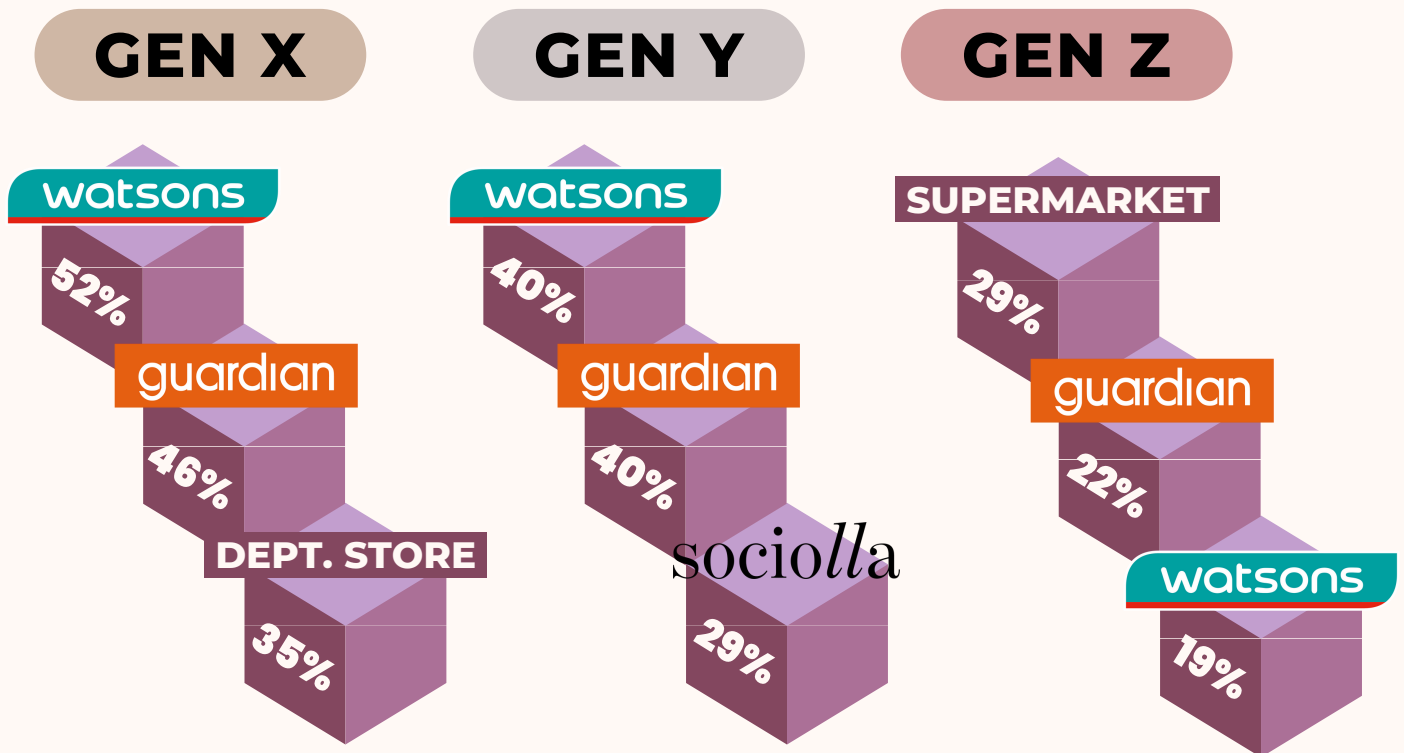 GEN X
watsons
52%
guardian
46%
DEPT. STORE
35%
GEN Y
watsons
40%
guardian
40%
sociolla
29%
GEN Z
SUPERMARKET
29%
guardian
22%
watsons
19%